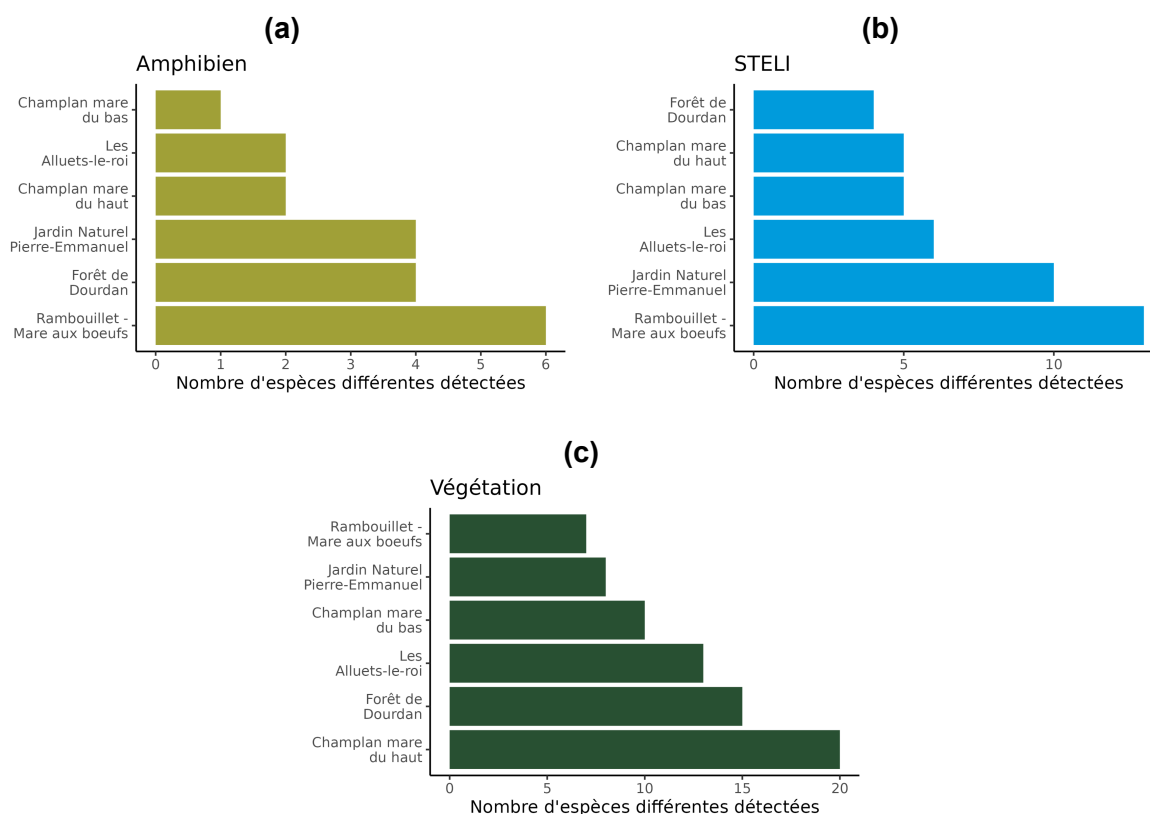 (a)
Amphibien
Champlan mare
du bas
Les
Alluets-le-roi
Champlan mare
du haut
Jardin Naturel
Pierre-Emmanuel
Forêt de
Dourdan
Rambouillet -
Mare aux boeufs
0 1 2 3 4 5 6
Nombre d'espèces différentes détectées
(b)
STELI
Forêt de
Dourdan
Champlan mare
du haut
Champlan mare
du bas
Les
Alluets-le-roi
Jardin Naturel
Pierre-Emmanuel
Rambouillet -
Mare aux boeufs
0 5 10
Nombre d'espèces différentes détectées
(c)
Végétation
Rambouillet -
Mare aux boeufs
Jardin Naturel
Pierre-Emmanuel
Champlan mare
du bas
Les
Alluets-le-roi
Forêt de
Dourdan
Champlan mare
du haut
0 5 10 15 20
Nombre d'espèces différentes détectées